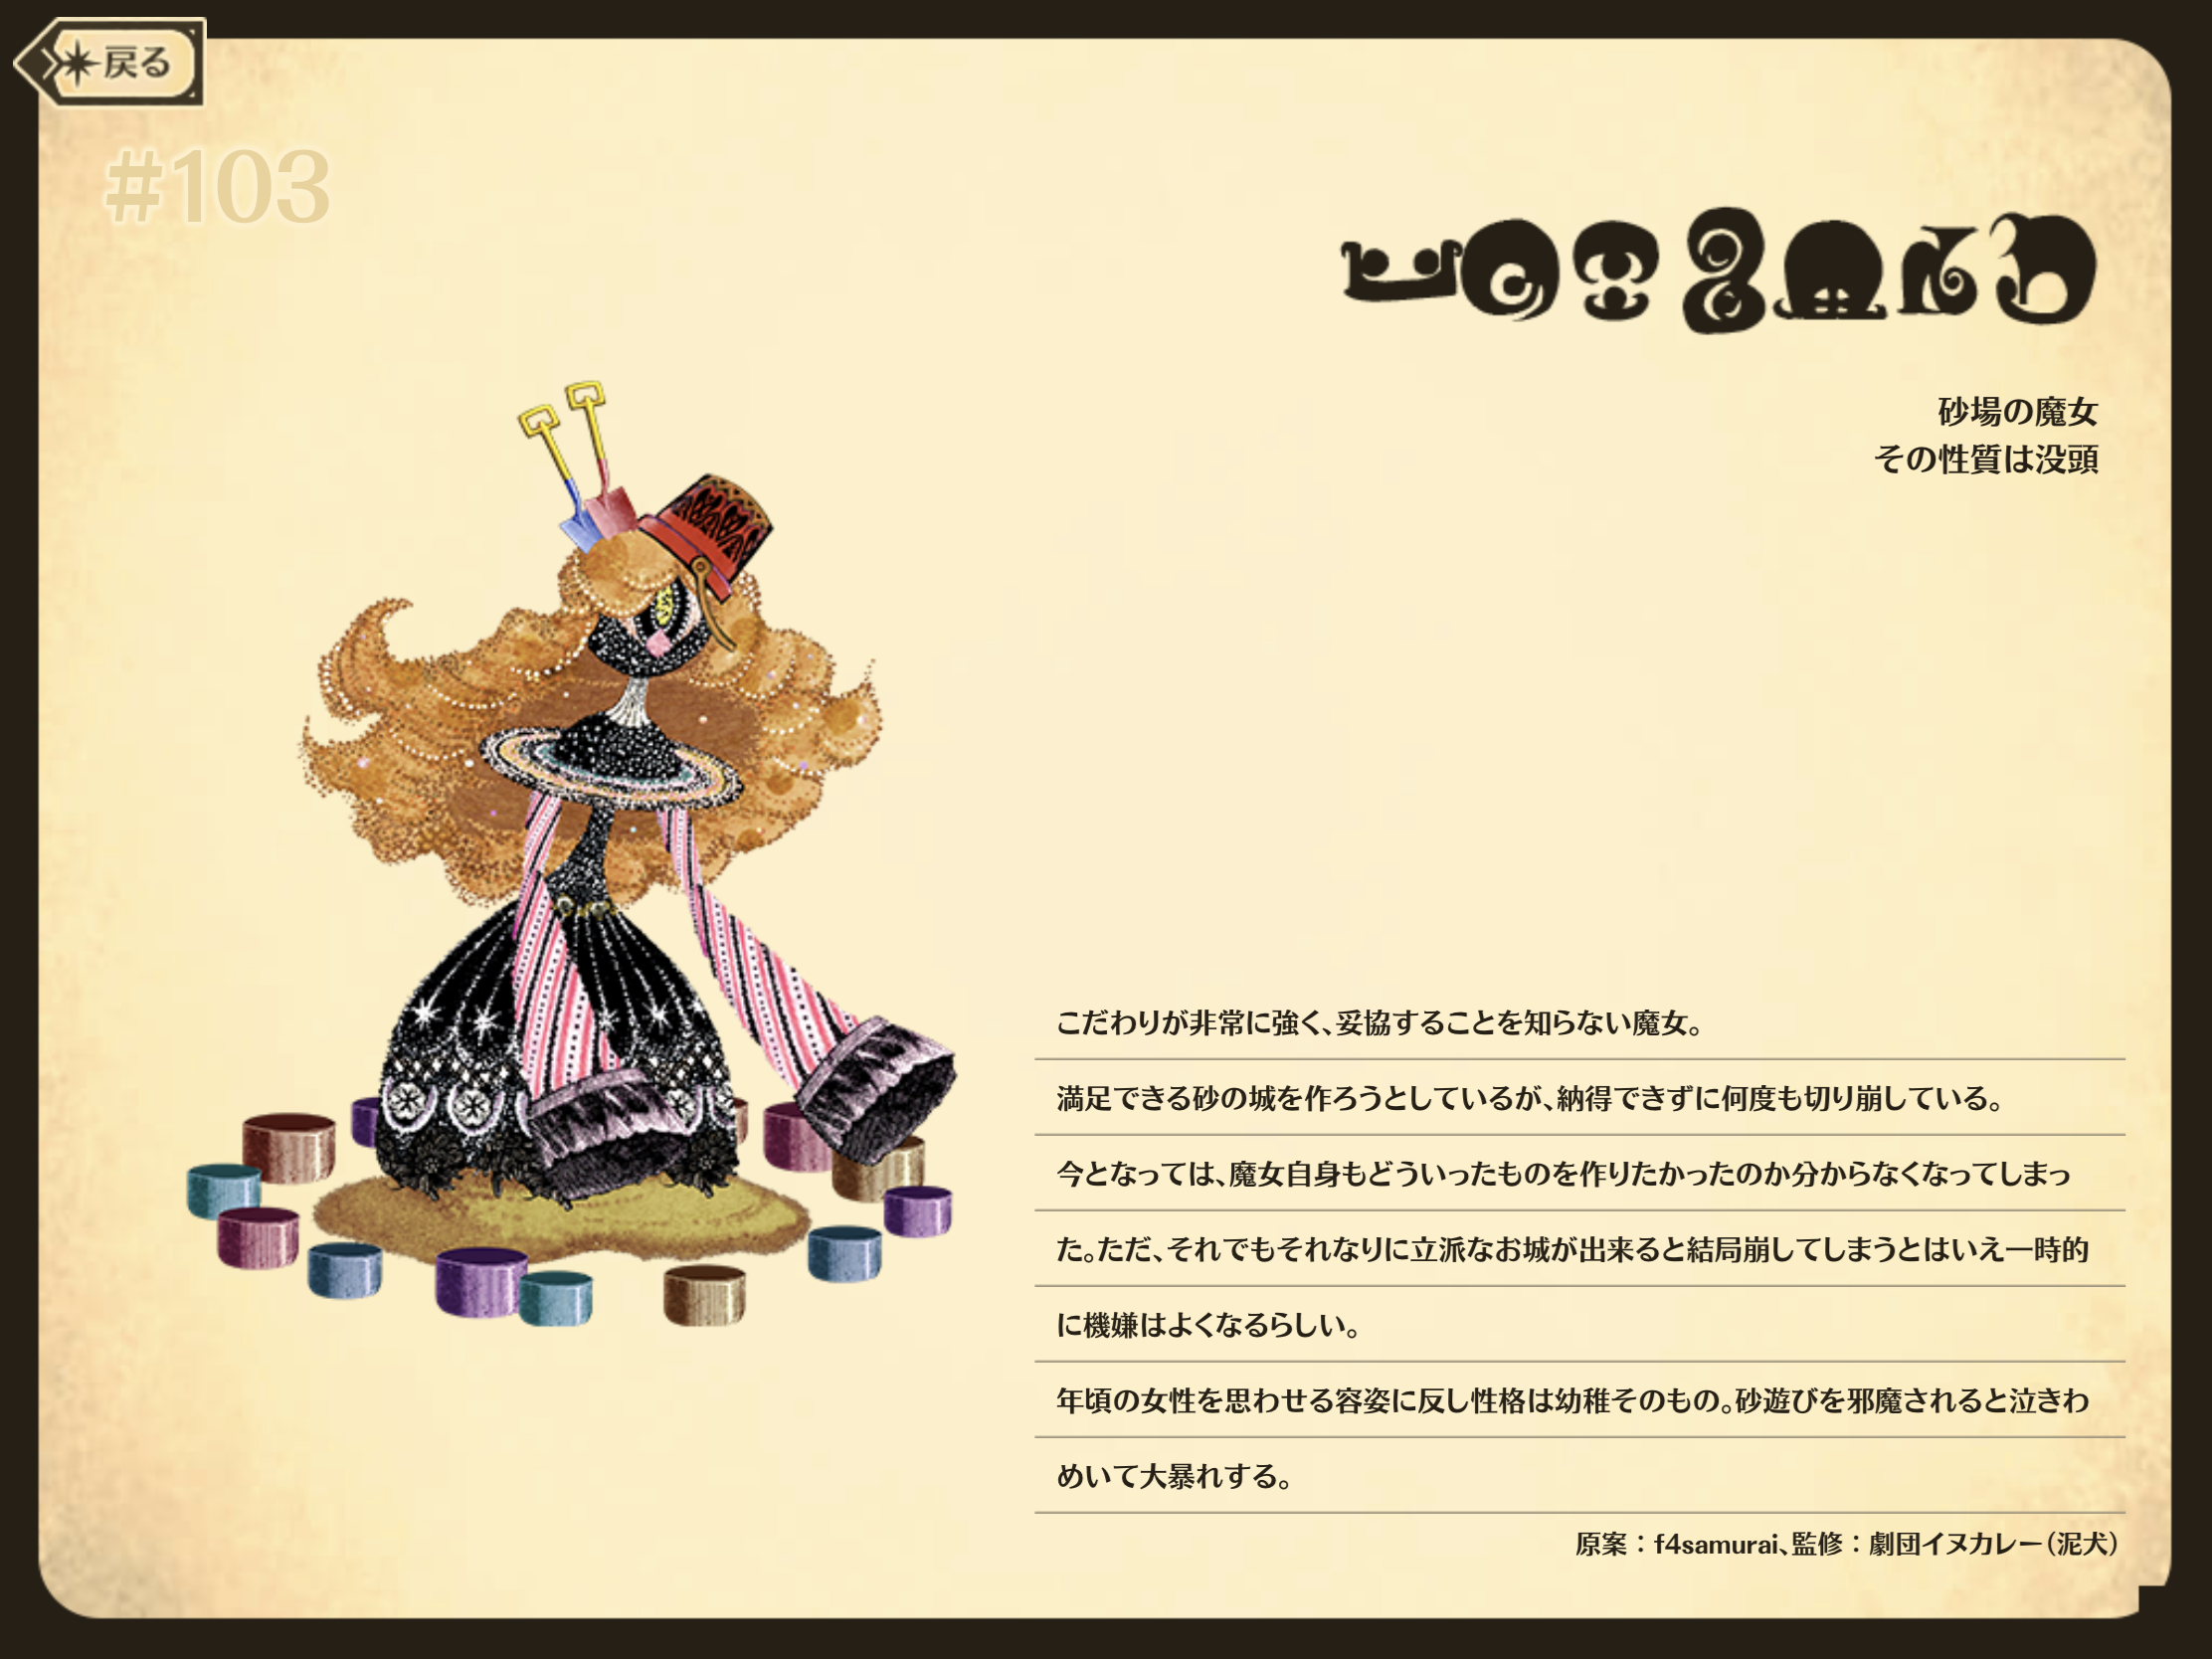 戻る
#103
砂場の魔女
その性質は没頭
こだわりが非常に強く、妥協することを知らない魔女。
満足できる砂の城を作ろうとしているが、納得できずに何度も切り崩している。
今となっては、魔女自身もどういったものを作りたかったのか分からなくなってしまっ
た。ただ、それでもそれなりに立派なお城が出来ると結局崩してしまうとはいえ一時的
に機嫌はよくなるらしい。
年頃の女性を思わせる容姿に反し性格は幼稚そのもの。砂遊びを邪魔されると泣きわ
めいて大暴れする。
原案：f4samurai、監修：劇団イヌカレー（泥犬）